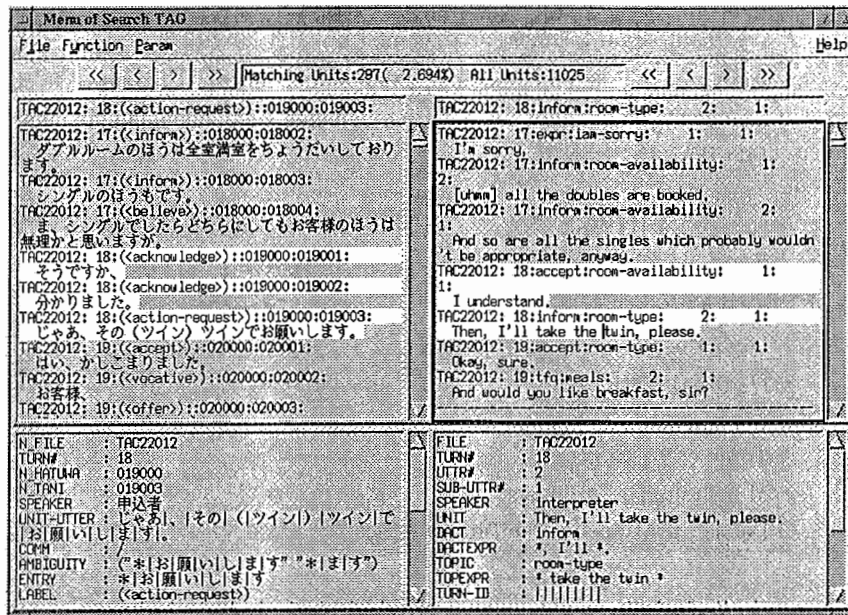 Menu of Search TAG
File Function Param Help
<< < > >> Matching Units:297( 2.694%) All Units:11025 << < > >>
TAC22012: 18:(<action-request>)::019000:019003:
TAC22012: 17:(<inform>)::018000:018002:
ダブルルームのほうは全室満室をちょうだいしており
ます。
TAC22012: 17:(<inform>)::018000:018003:
シングルのほうもです。
TAC22012: 17:(<believe>)::018000:018004:
ま、シングルでしたらどちらにしてもお客様のほうは
無理かと思いますが。
TAC22012: 18:(<acknowledge>)::019000:019001:
そうですか、
TAC22012: 18:(<acknowledge>)::019000:019002:
分かりました。
TAC22012: 18:(<action-request>)::019000:019003:
じゃあ、その(ツイン)ツインでお願いします。
TAC22012: 19:(<accept>)::020000:020001:
はい、かしこまりました。
TAC22012: 19:(<vocative>)::020000:020002:
お客様、
TAC22012: 19:(<offer>)::020000:020003:
TAC22012: 18:inform:room-type: 2: 1:
TAC22012: 17:expr:iam-sorry: 1: 1:
I'm sorry,
TAC22012: 17:inform:room-availability: 1:
2:
[uhmm] all the doubles are booked.
TAC22012: 17:inform:room-availability: 2:
1:
And so are all the singles which probably wouldn
't be appropriate, anyway.
TAC22012: 18:accept:room-availability: 1:
1:
I understand.
TAC22012: 18:inform:room-type: 2: 1:
Then, I'll take the twin, please.
TAC22012: 19:accept:room-type: 1: 1:
Okay, sure.
TAC22012: 19:tfq:meals: 2: 1:
And would you like breakfast, sir?
N_FILE : TAC22012
TURN# : 18
N_HATUWA : 019000
N_TANI : 019003
SPEAKER : 申込者
UNIT-UTTER : じゃあ|、|その|(|ツイン|)|ツイン|で
|お|願|い|し|ま|す|。
COMM : /
AMBIGUITY : ("*|お|願|い|し|ま|す" "*|ま|す")
ENTRY : *|お|願|い|し|ま|す
LABEL : (<action-request>)
FILE : TAC22012
TURN# : 18
UTTR# : 2
SUB-UTTR# : 1
SPEAKER : interpreter
UNIT : Then, I'll take the twin, please.
DACT : inform
DACTEXPR : *, I'll *.
TOPIC : room-type
TOPEXPR : * take the twin *
TURN-ID : |||||||||